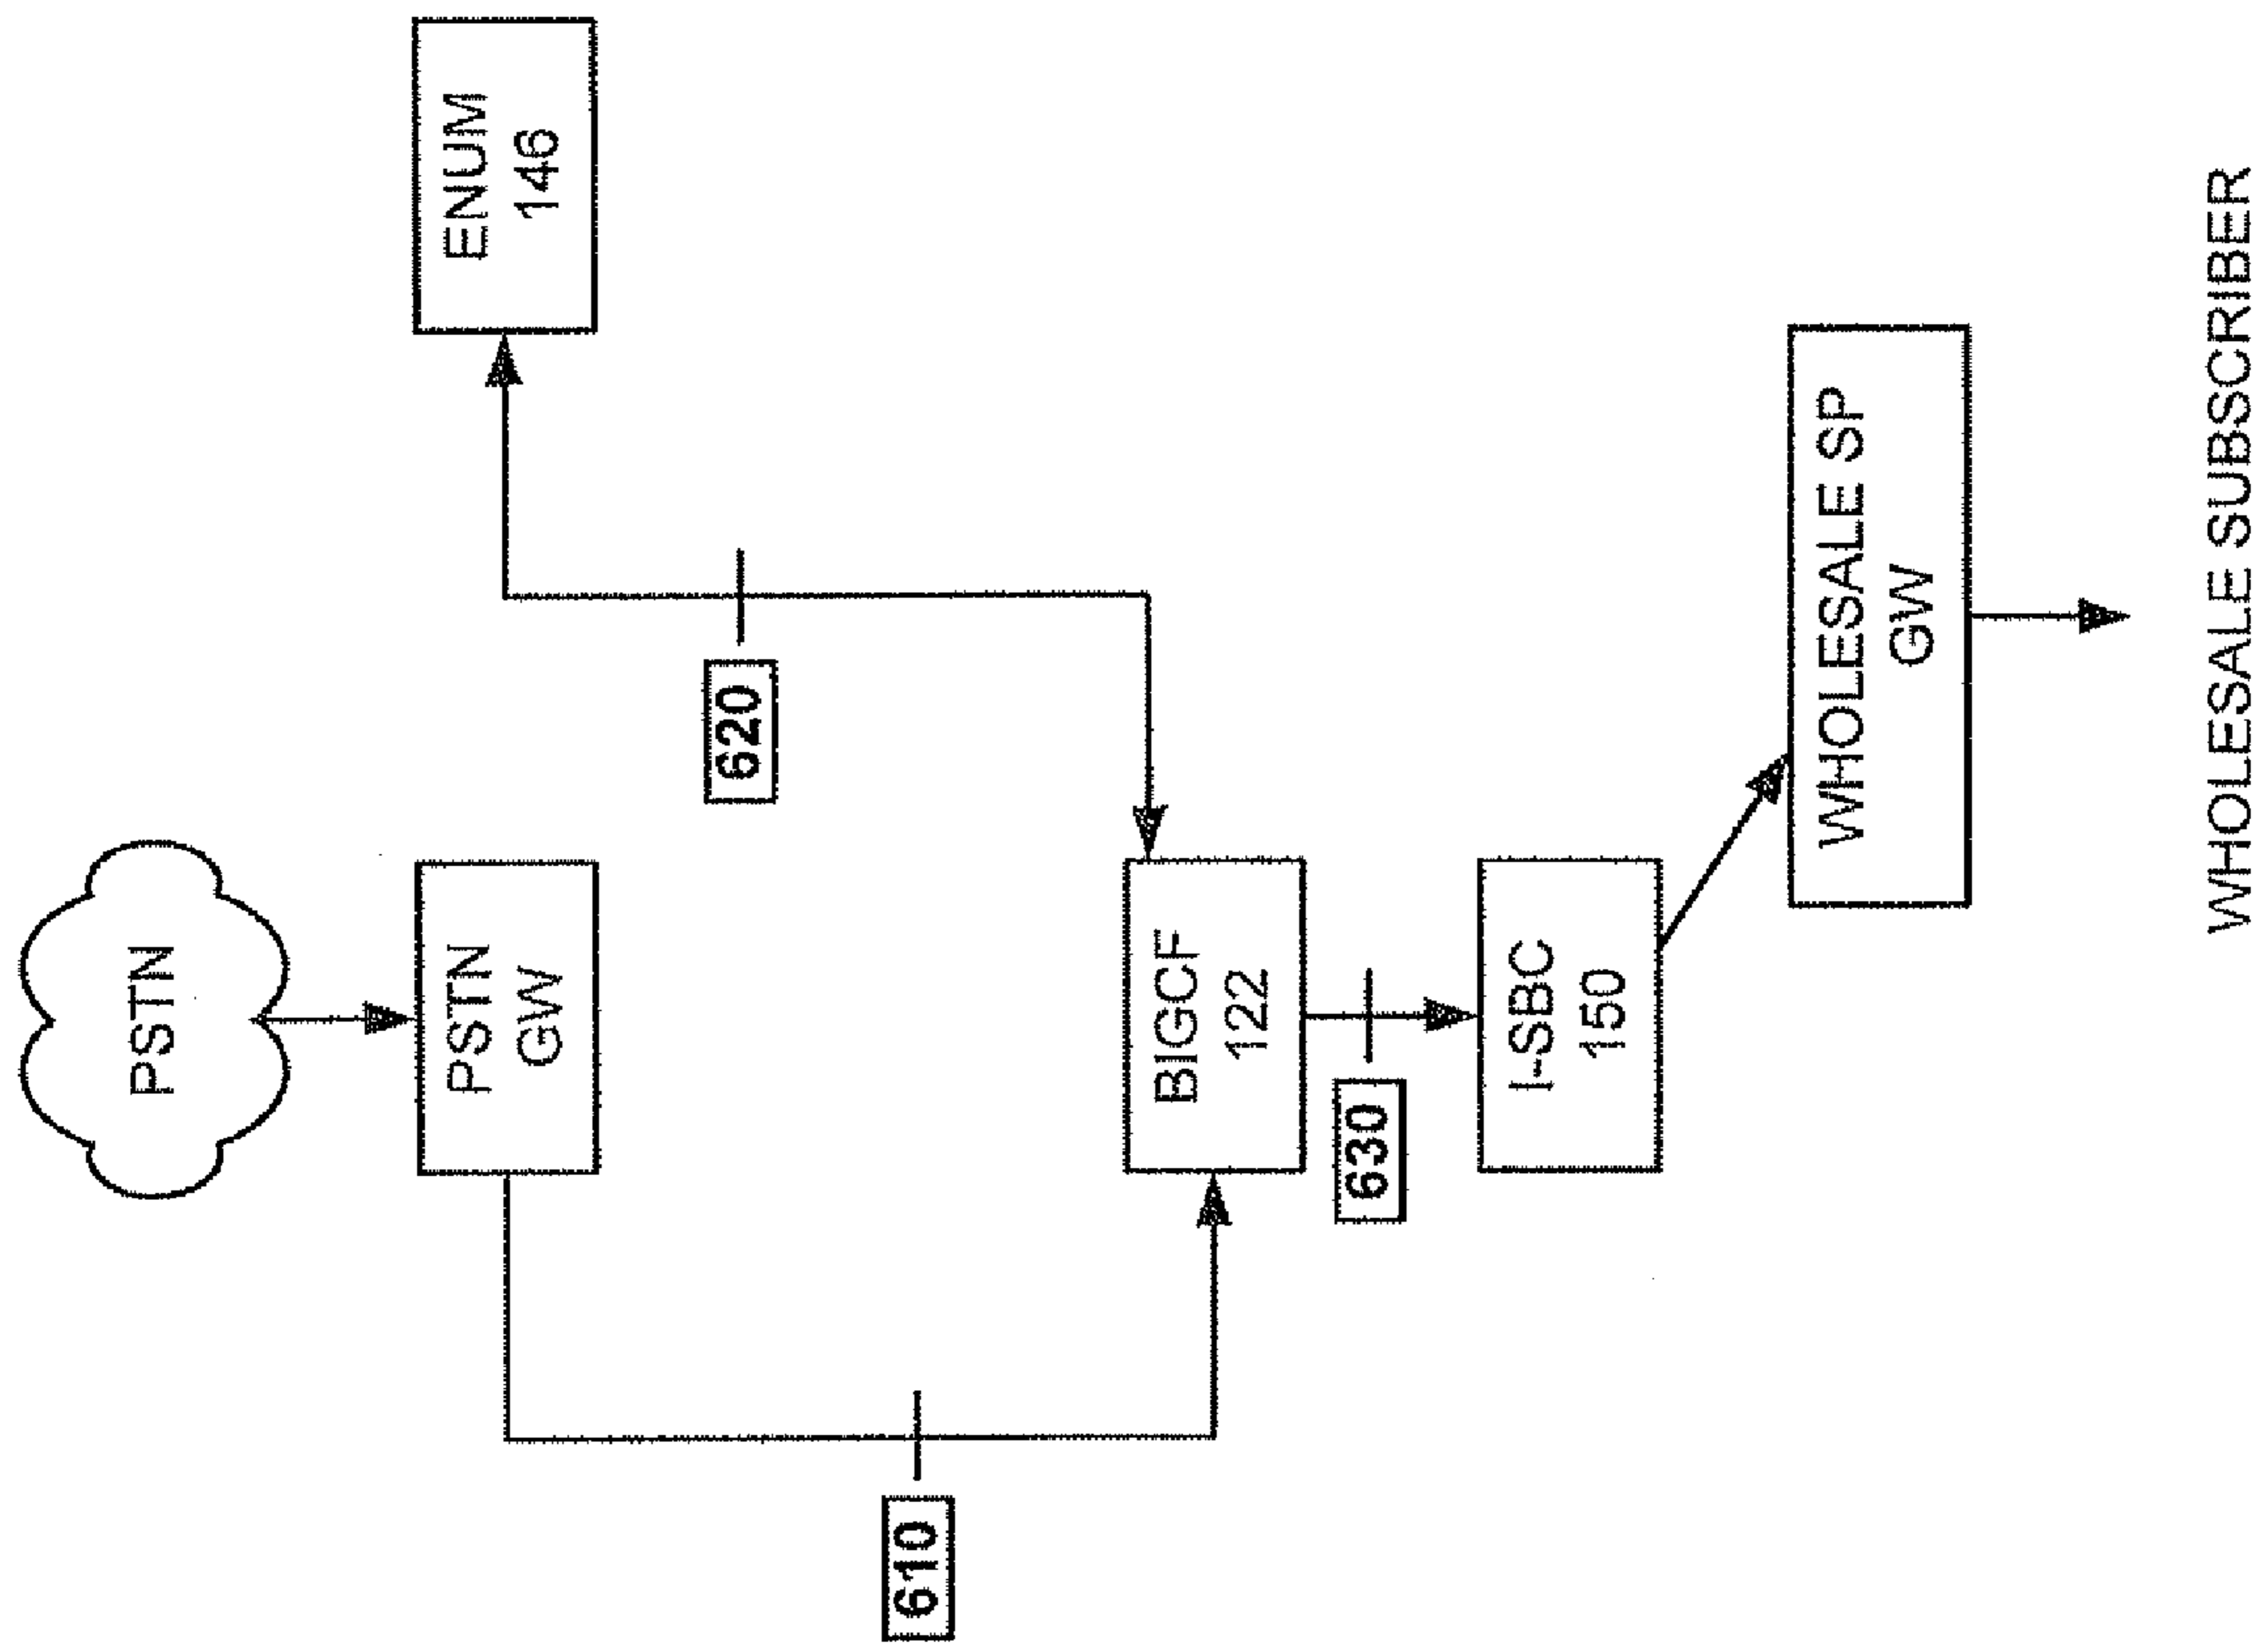 PSTN
PSTN
GW
ENUM
146
610
620
BIGCF
122
630
I-SBC
150
WHOLESALE SP
GW
WHOLESALE SUBSCRIBER